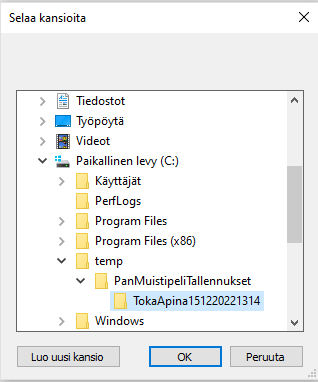 Selaa kansioita
Tiedostot
Työpöytä
Videot
Paikallinen levy (C:)
Käyttäjät
PerfLogs
Program Files
Program Files (x86)
temp
PanMuistipeliTallennukset
TokaApina151220221314
Windows
Luo uusi kansio
OK
Peruuta